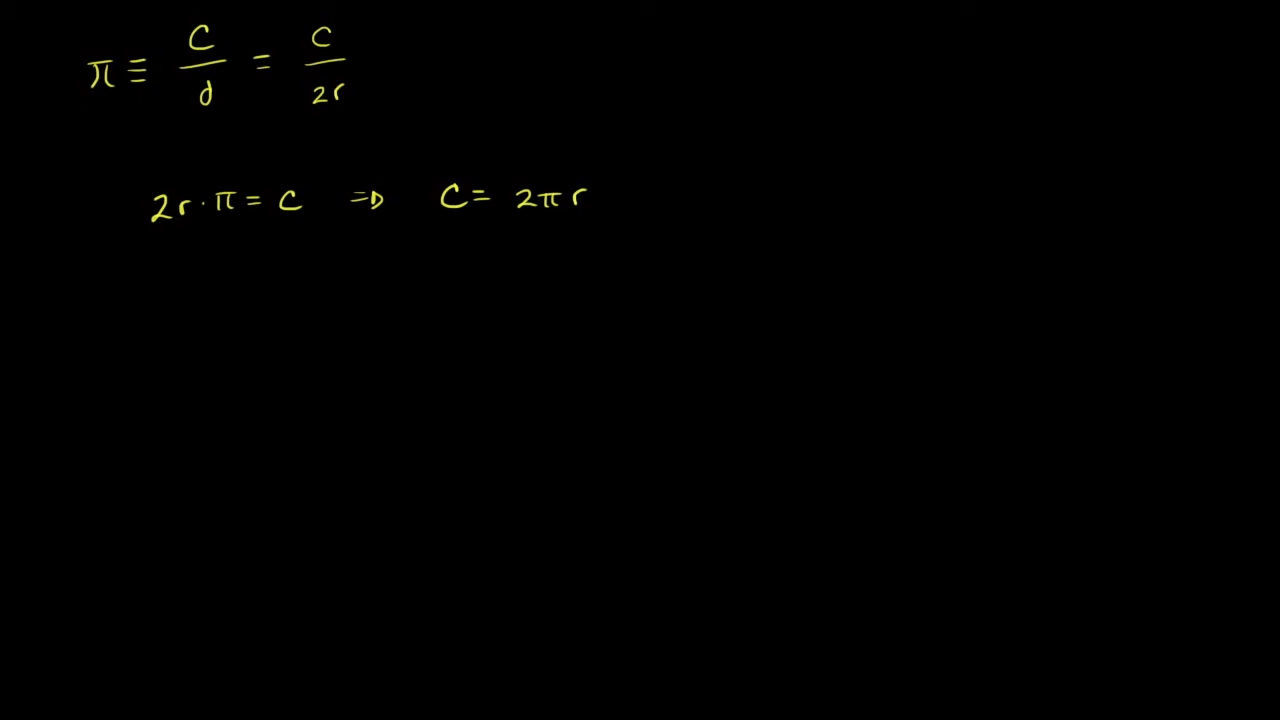 π ≡ C/d = C/2r
2r · π = C ⇒ C = 2πr